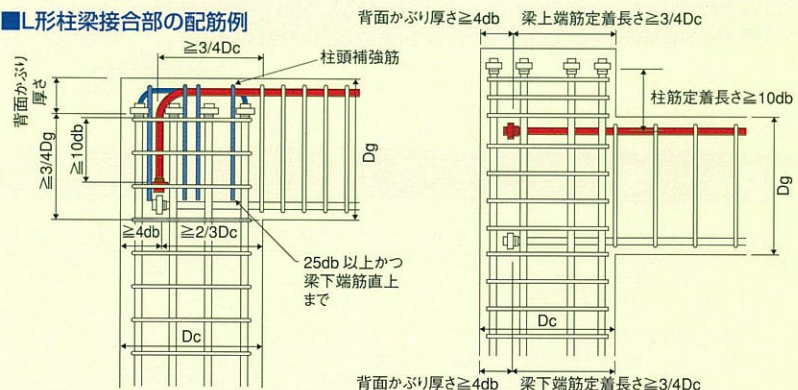 ■L形柱梁接合部の配筋例
≧3/4Dc
柱頭補強筋
背面かぶり
厚さ
≧3/4Dg
≧10db
Dg
≧4db
≧2/3Dc
25db 以上かつ
梁下端筋直上
まで
Dc
背面かぶり厚さ≧4db
梁上端筋定着長さ≧3/4Dc
柱筋定着長さ≧10db
Dg
Dc
背面かぶり厚さ≧4db
梁下端筋定着長さ≧3/4Dc